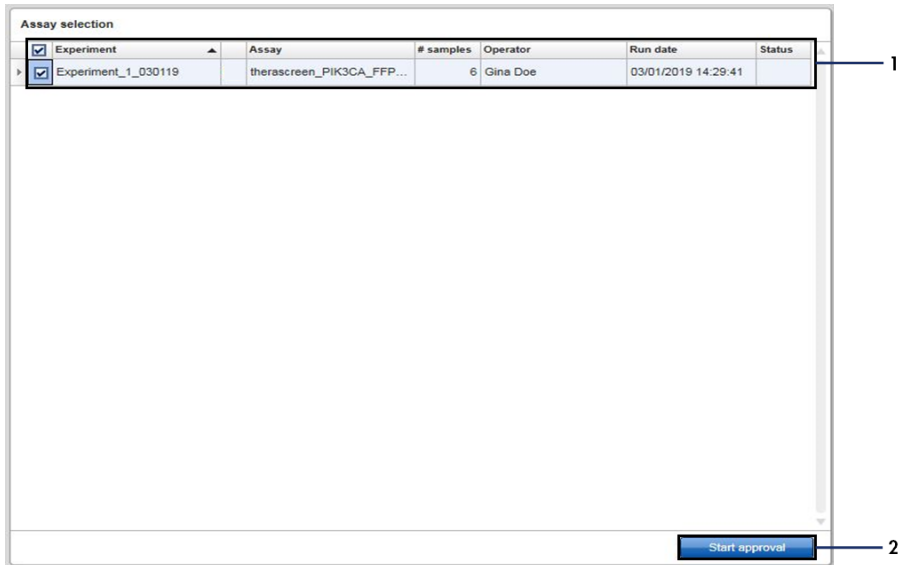 Assay selection
Experiment Assay # samples Operator Run date Status
Experiment_1_030119 therascreen_PIK3CA_FFP... 6 Gina Doe 03/01/2019 14:29:41
1
Start approval
2